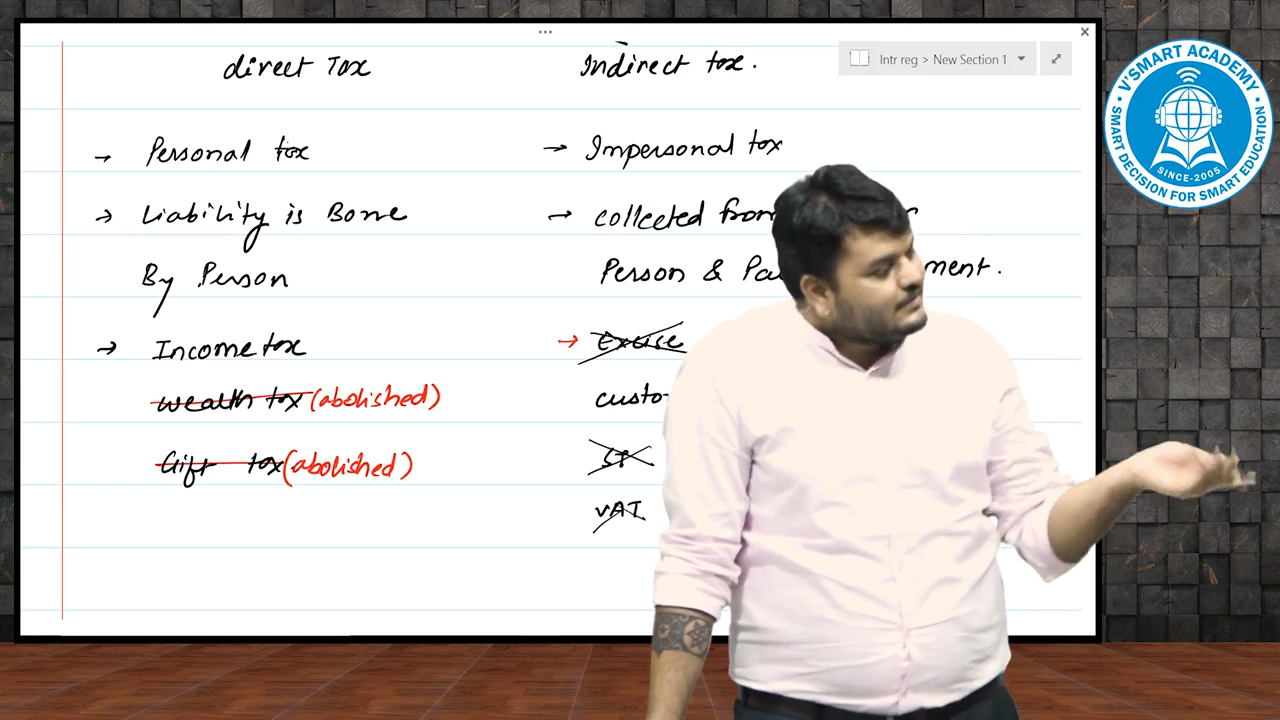 direct Tax
Indirect tax.
Intr reg > New Section 1
→ Personal tax
→ Impersonal tax
→ Liability is Bone
By Person
→ collected from
Person &
→ Income tax
wealth tax (abolished)
Gift tax (abolished)
→ Excise
custo
ST
VAT
V'SMART ACADEMY
SINCE-2005
SMART DECISION FOR SMART EDUCATION